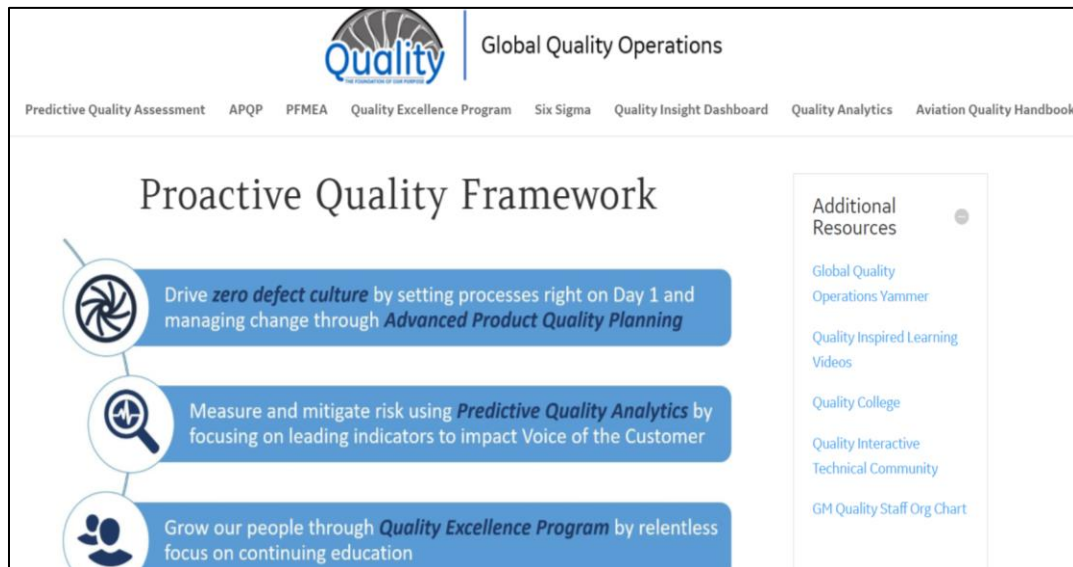 Quality
THE FOUNDATION OF OUR PURPOSE
Global Quality Operations
Predictive Quality Assessment APQP PFMEA Quality Excellence Program Six Sigma Quality Insight Dashboard Quality Analytics Aviation Quality Handbook
Proactive Quality Framework
Drive zero defect culture by setting processes right on Day 1 and
managing change through Advanced Product Quality Planning
Measure and mitigate risk using Predictive Quality Analytics by
focusing on leading indicators to impact Voice of the Customer
Grow our people through Quality Excellence Program by relentless
focus on continuing education
Additional
Resources
Global Quality
Operations Yammer
Quality Inspired Learning
Videos
Quality College
Quality Interactive
Technical Community
GM Quality Staff Org Chart